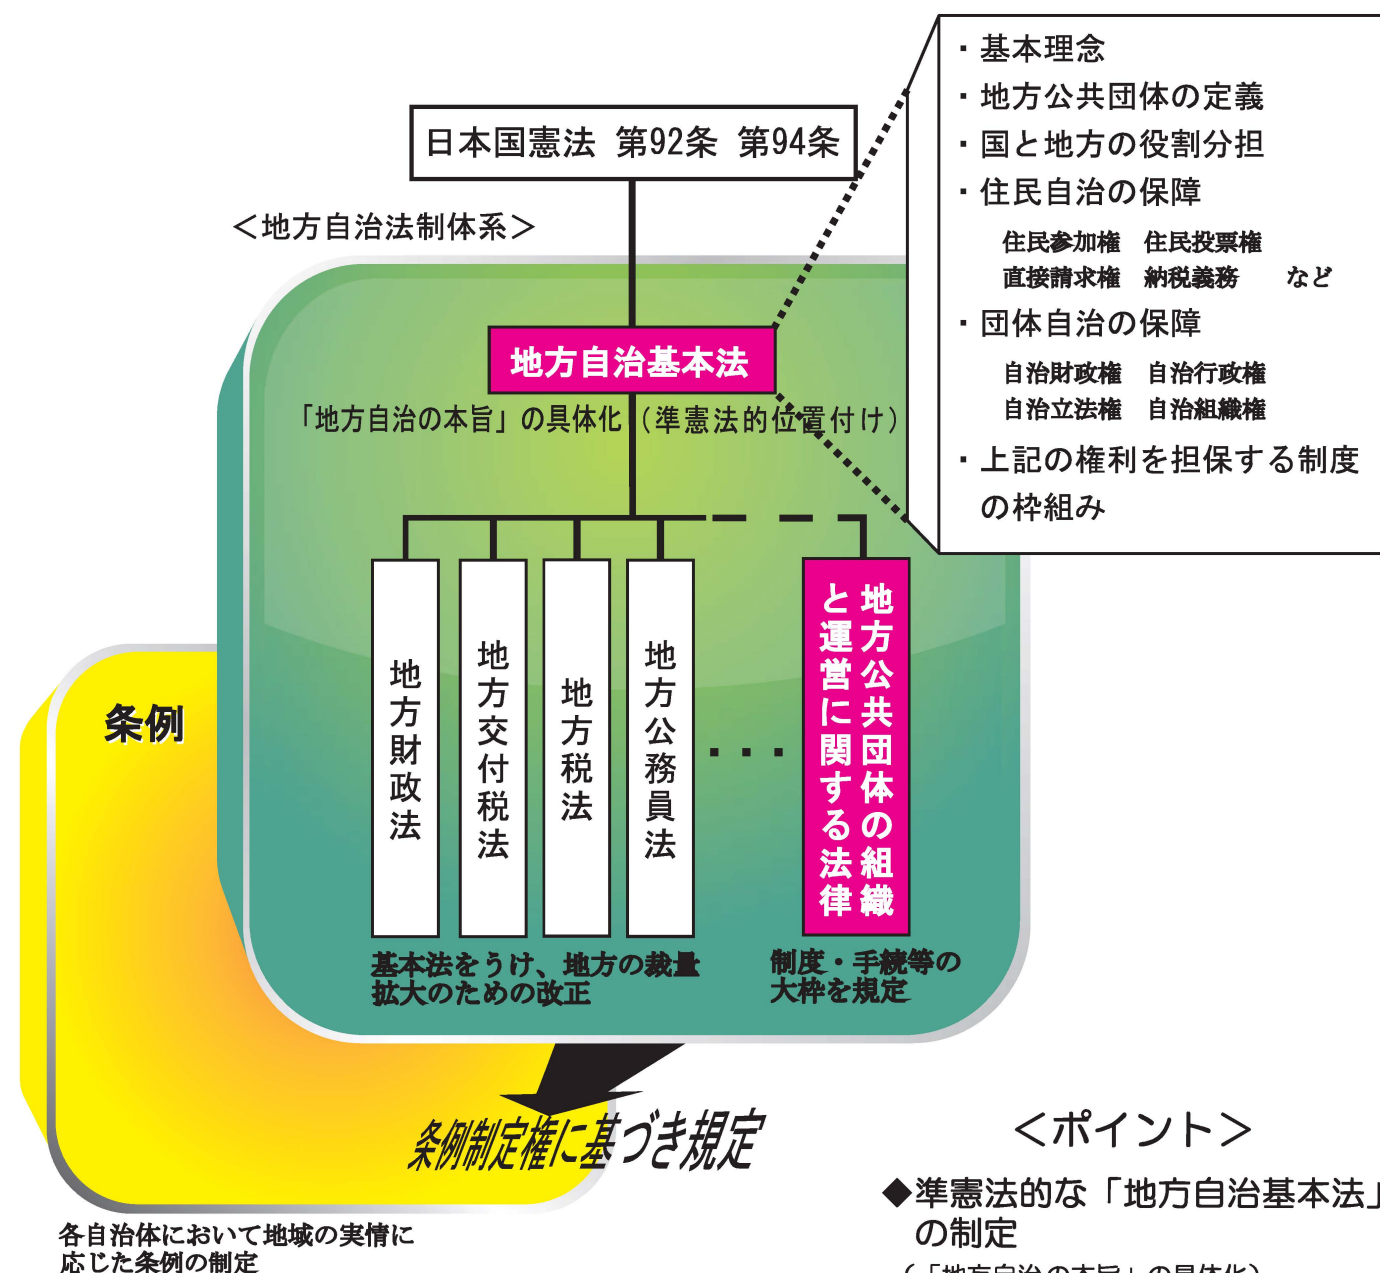 ・基本理念
・地方公共団体の定義
・国と地方の役割分担
・住民自治の保障
住民参加権　住民投票権
直接請求権　納税義務　　など
・団体自治の保障
自治財政権　自治行政権
自治立法権　自治組織権
・上記の権利を担保する制度
の枠組み
日本国憲法 第92条 第94条
＜地方自治法制体系＞
地方自治基本法
「地方自治の本旨」の具体化（準憲法的位置付け）
地方財政法
地方交付税法
地方税法
地方公務員法
・・・
地方公共団体の組織
と運営に関する法律
基本法をうけ、地方の裁量
拡大のための改正
制度・手続等の
大枠を規定
条例
条例制定権に基づき規定
各自治体において地域の実情に
応じた条例の制定
＜ポイント＞
◆準憲法的な「地方自治基本法」
の制定
（「地方自治の本旨」の具体化）